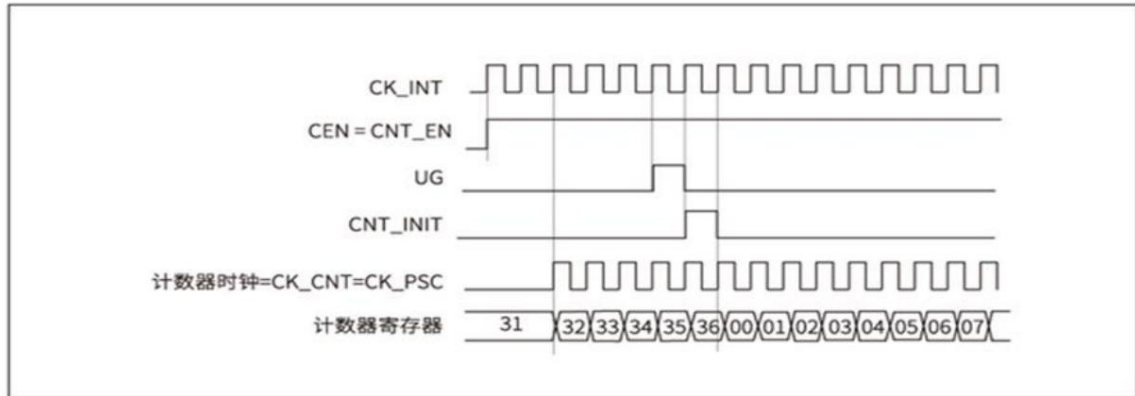 CK_INT
CEN = CNT_EN
UG
CNT_INIT
计数器时钟=CK_CNT=CK_PSC
计数器寄存器 31 32 33 34 35 36 00 01 02 03 04 05 06 07